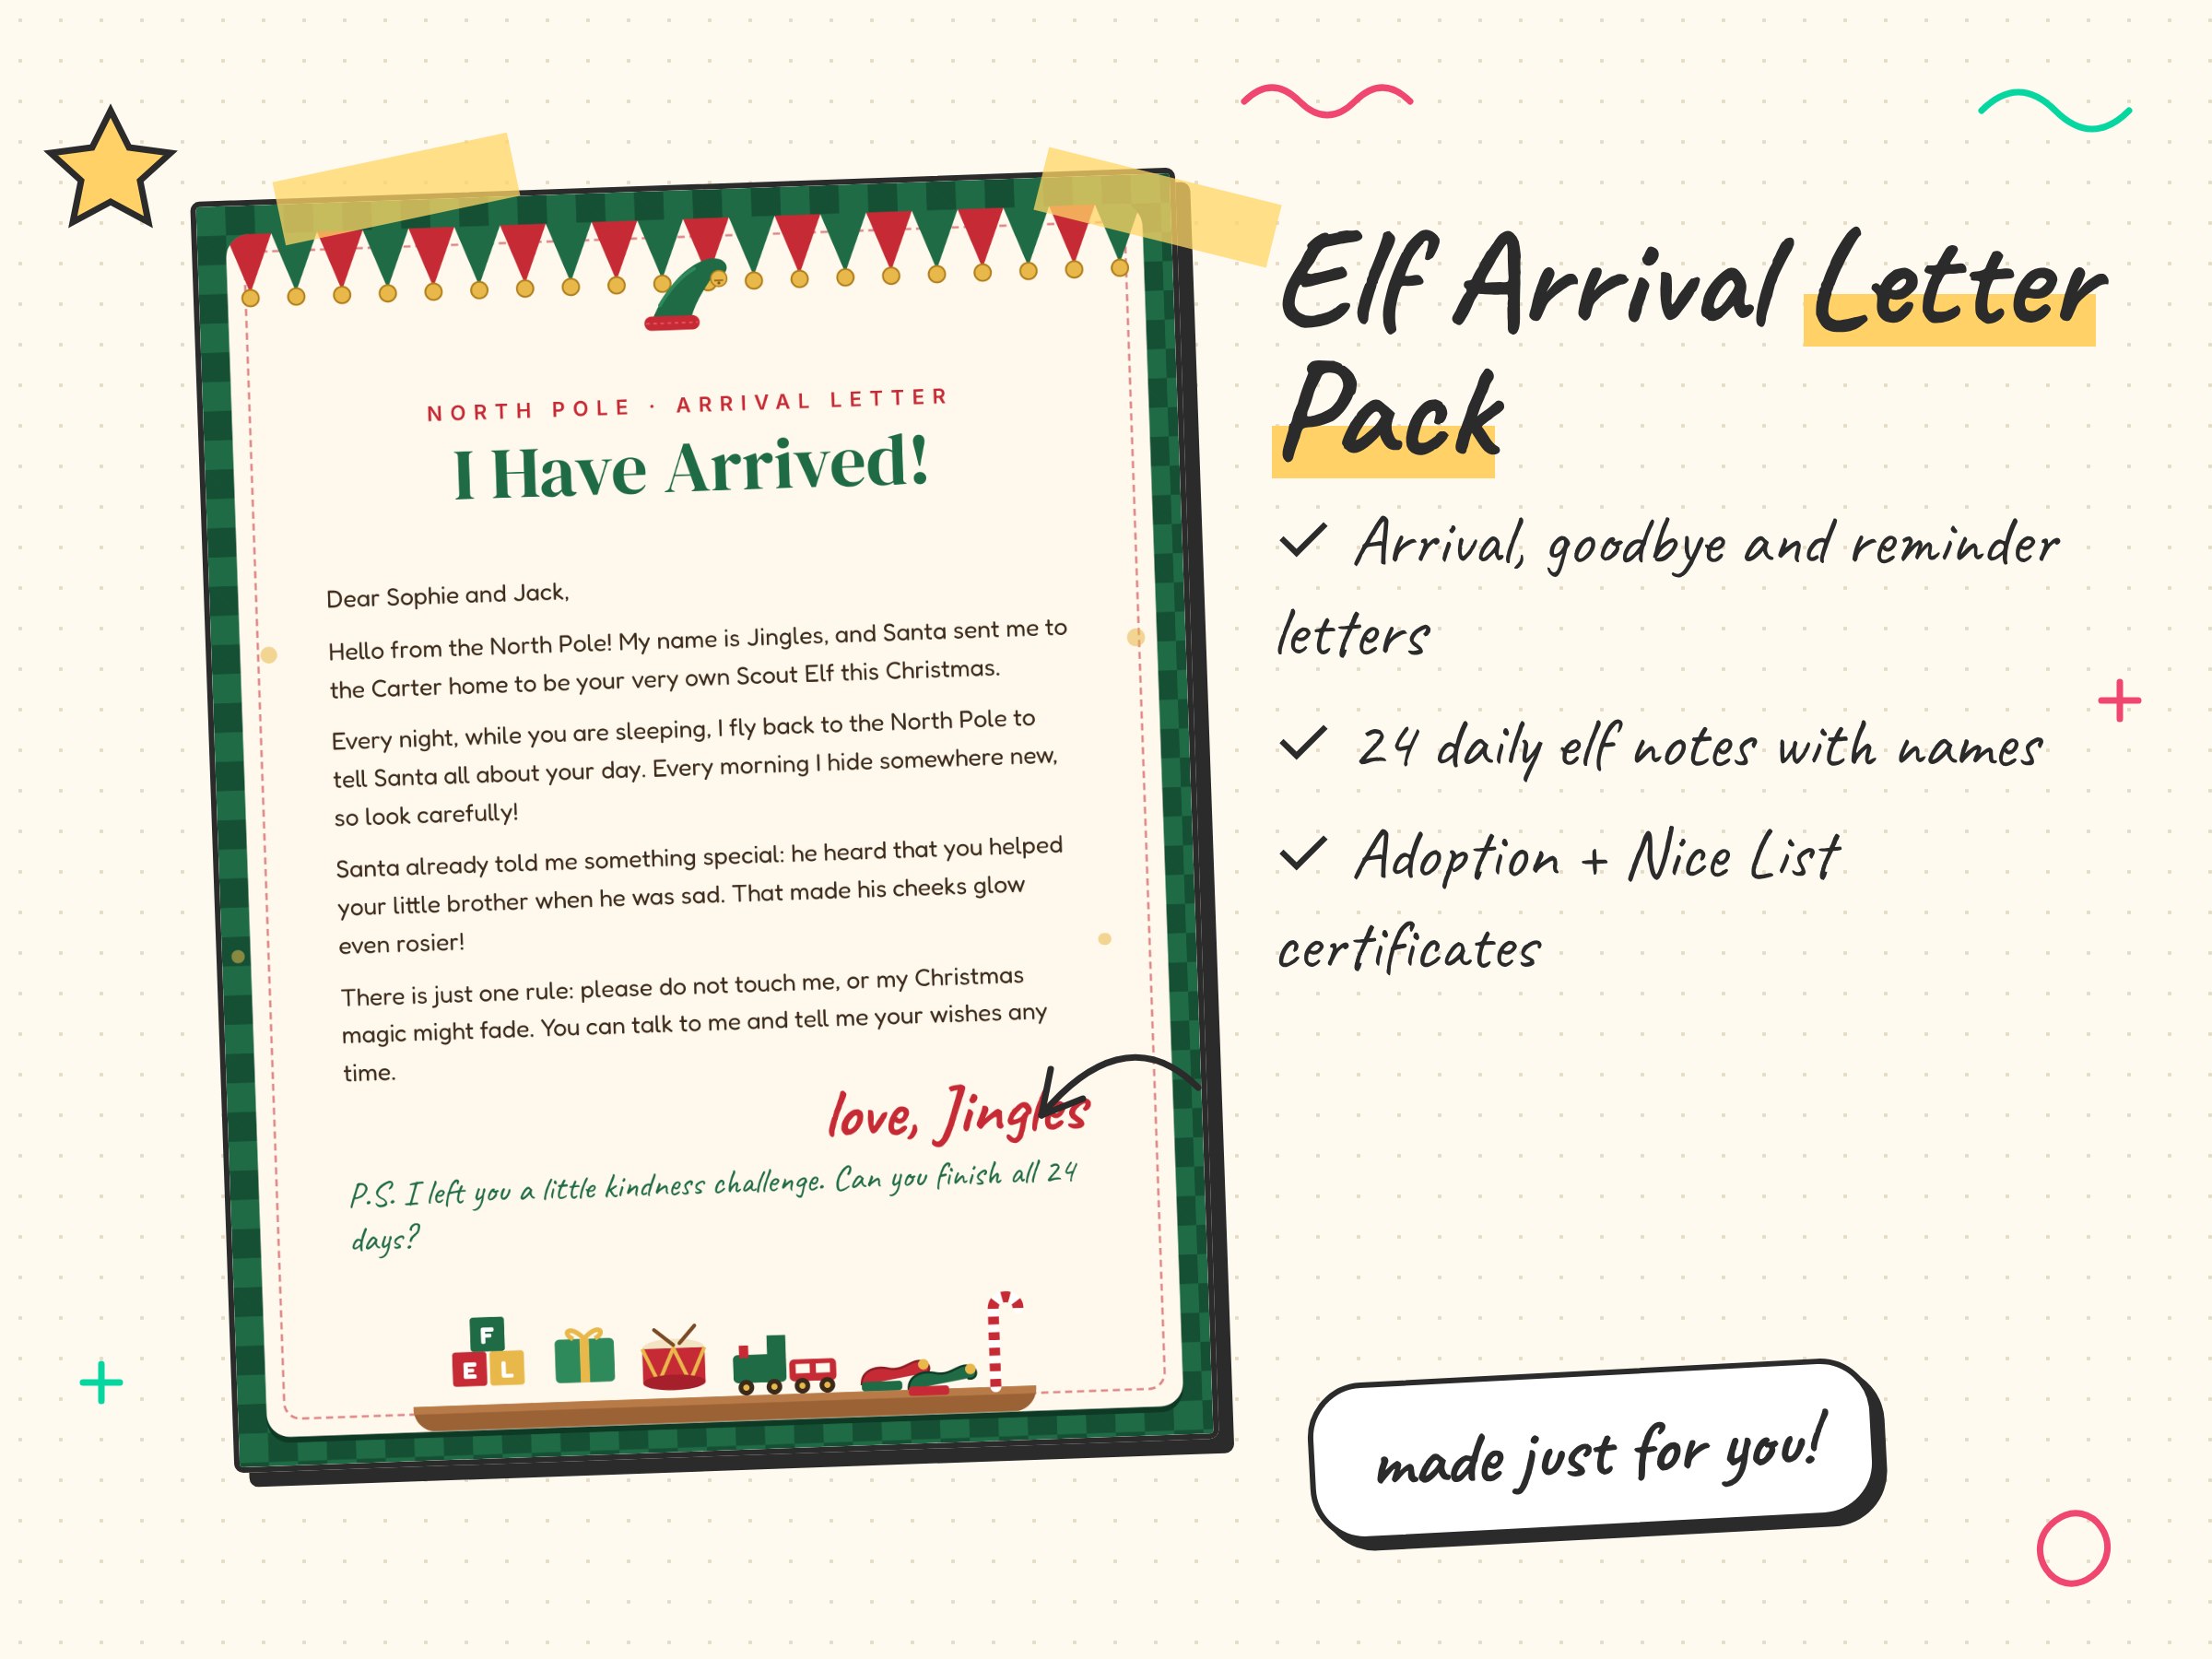 NORTH POLE · ARRIVAL LETTER
I Have Arrived!
Dear Sophie and Jack,
Hello from the North Pole! My name is Jingles, and Santa sent me to
the Carter home to be your very own Scout Elf this Christmas.
Every night, while you are sleeping, I fly back to the North Pole to
tell Santa all about your day. Every morning I hide somewhere new,
so look carefully!
Santa already told me something special: he heard that you helped
your little brother when he was sad. That made his cheeks glow
even rosier!
There is just one rule: please do not touch me, or my Christmas
magic might fade. You can talk to me and tell me your wishes any
time.
love, Jingles
P.S. I left you a little kindness challenge. Can you finish all 24
days?
F
E L
Elf Arrival Letter
Pack
✓ Arrival, goodbye and reminder
letters
✓ 24 daily elf notes with names
✓ Adoption + Nice List
certificates
made just for you!